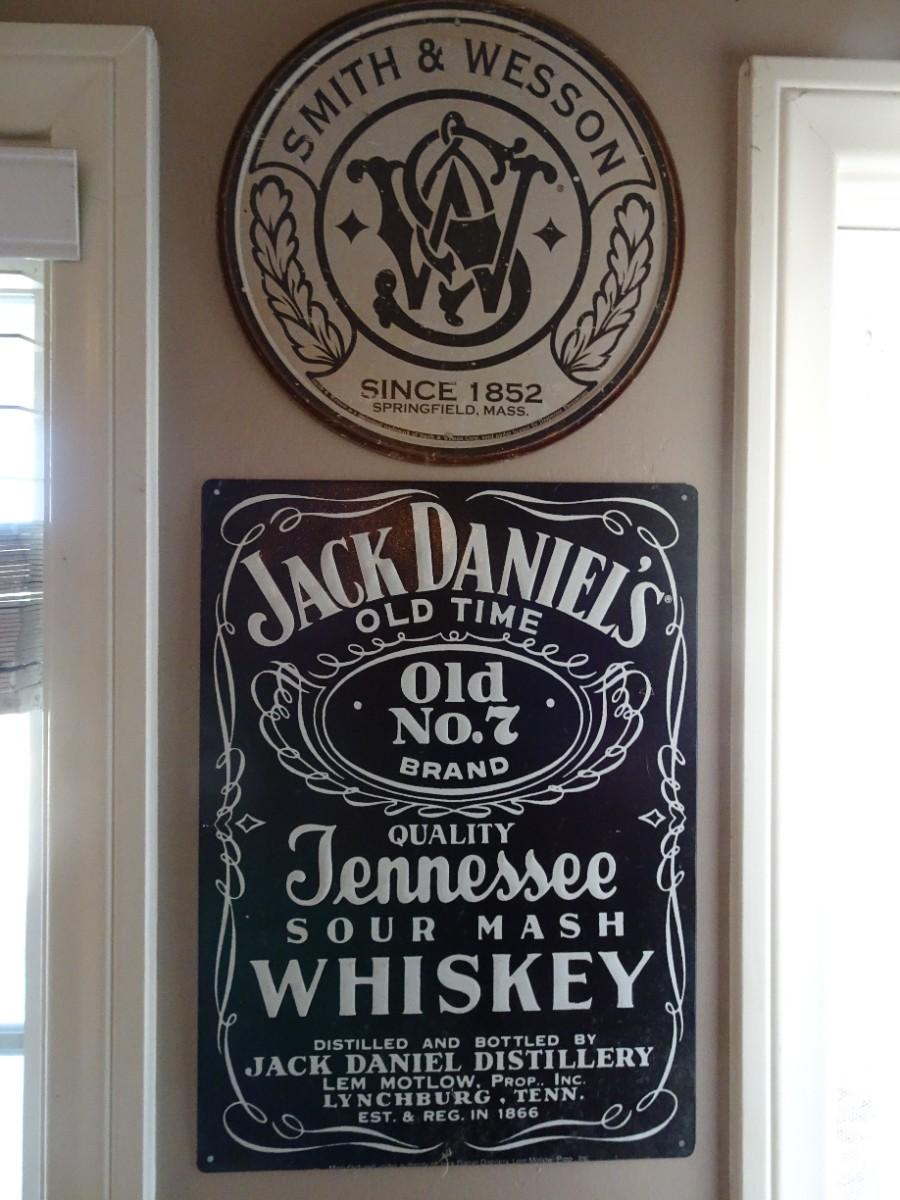 SMITH & WESSON
SW
®
SINCE 1852
SPRINGFIELD, MASS.
JACK DANIEL'S®
OLD TIME
Old
No.7
BRAND
QUALITY
Tennessee
SOUR MASH
WHISKEY
DISTILLED AND BOTTLED BY
JACK DANIEL DISTILLERY
LEM MOTLOW, PROP., INC.
LYNCHBURG, TENN.
EST. & REG. IN 1866